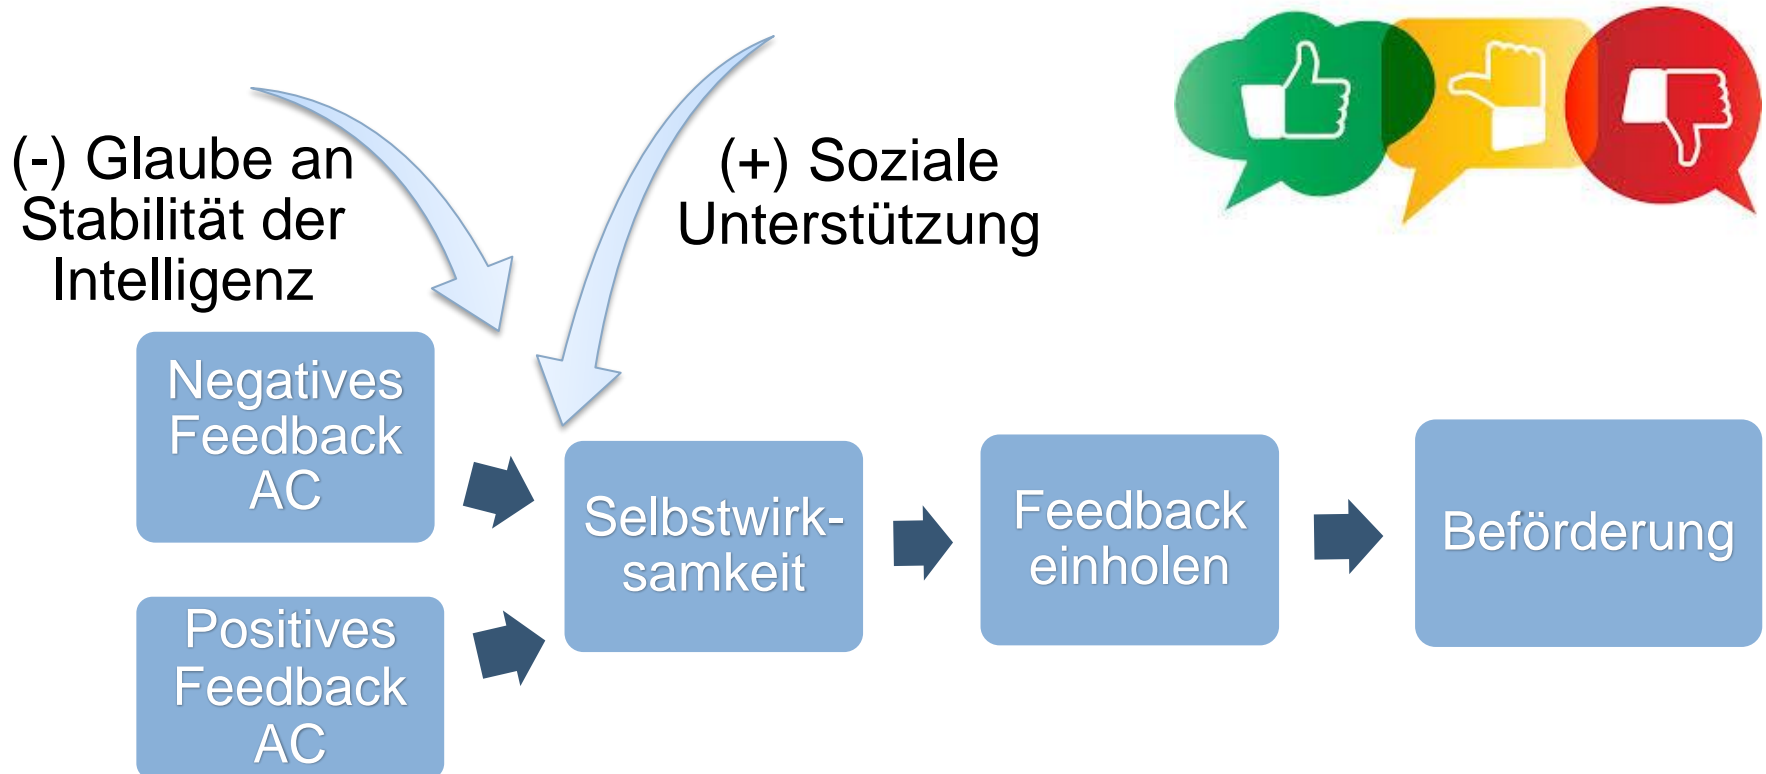 (-) Glaube an
Stabilität der
Intelligenz
(+) Soziale
Unterstützung
Negatives
Feedback
AC
Positives
Feedback
AC
Selbstwirk-
samkeit
Feedback
einholen
Beförderung